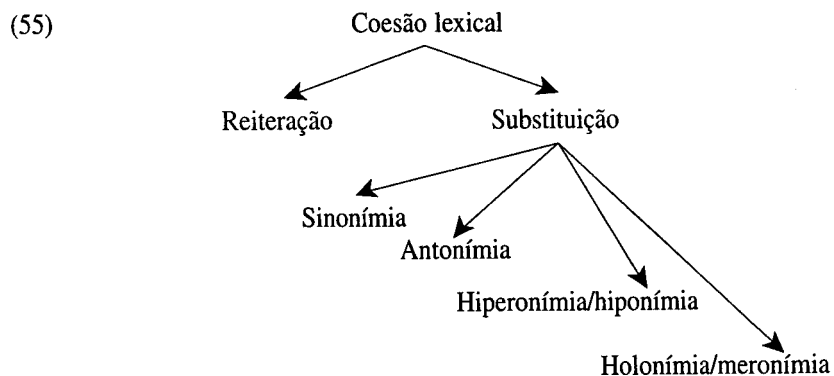 (55) Coesão lexical
Reiteração Substituição
Sinonímia
Antonímia
Hiperonímia/hiponímia
Holonímia/meronímia